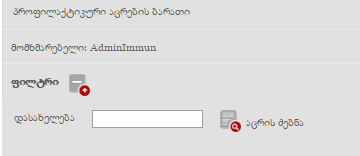 პროფილაქტიკური აცრების ბარათი
მომხმარებელი: AdminImmun
ფილტრი
დასახელება აცრის ძებნა